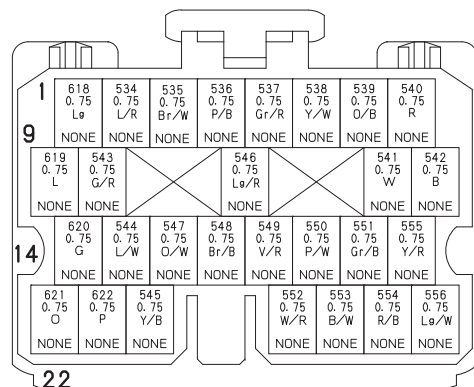 1
618 534 535 536 537 538 539 540
0.75 0.75 0.75 0.75 0.75 0.75 0.75 0.75
Lg L/R Br/W P/B Gr/R Y/W O/B R
NONE NONE NONE NONE NONE NONE NONE NONE
9
619 543 546 541 542
0.75 0.75 0.75 0.75 0.75
L G/R Lg/R W B
NONE NONE NONE NONE NONE
14
620 544 547 548 549 550 551 555
0.75 0.75 0.75 0.75 0.75 0.75 0.75 0.75
G L/W O/W Br/B V/R P/W Gr/B Y/R
NONE NONE NONE NONE NONE NONE NONE NONE
621 622 545 552 553 554 556
0.75 0.75 0.75 0.75 0.75 0.75 0.75
O P Y/B W/R B/W R/B Lg/W
NONE NONE NONE NONE NONE NONE NONE
22